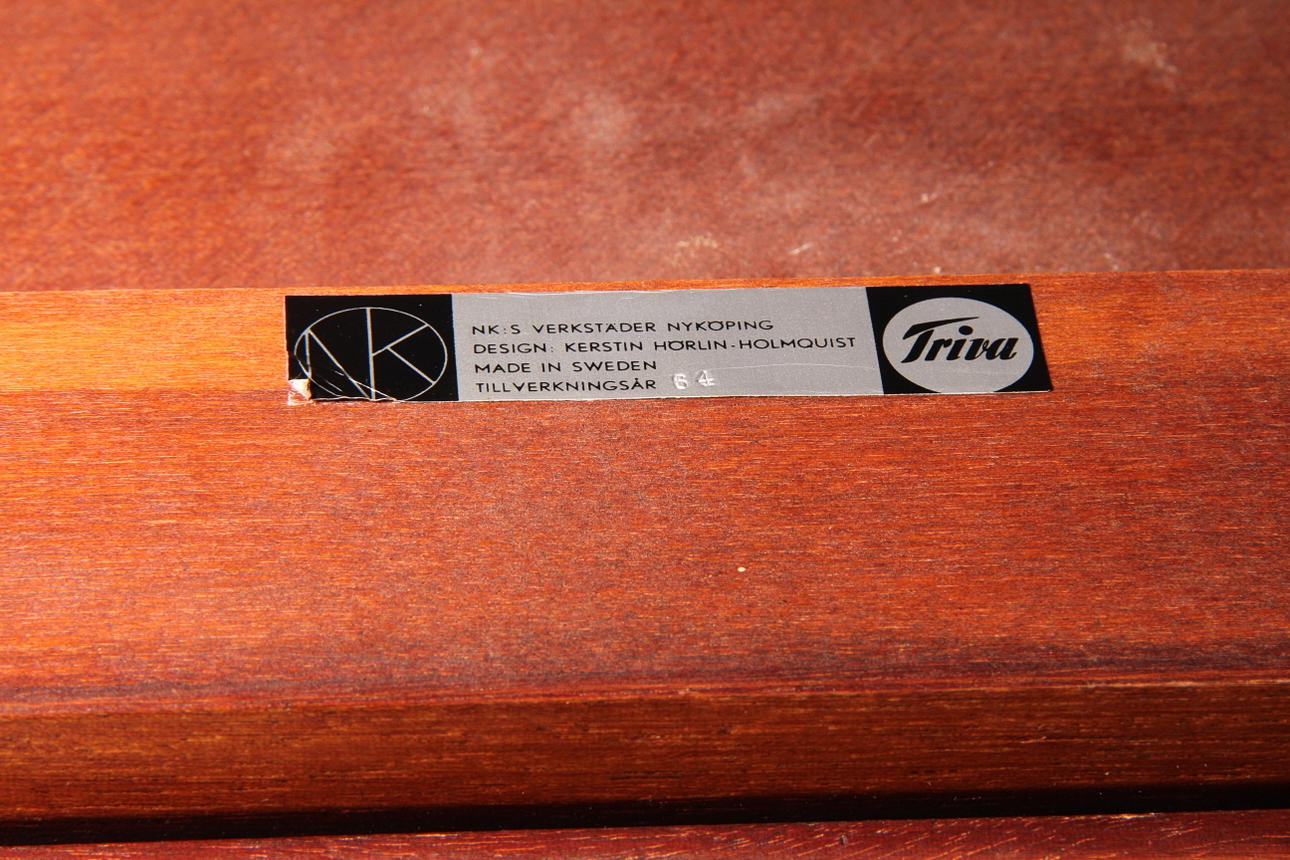 NK
NK:S VERKSTÄDER NYKÖPING
DESIGN: KERSTIN HÖRLIN-HOLMQUIST
MADE IN SWEDEN
TILLVERKNINGSÅR 64
Triva